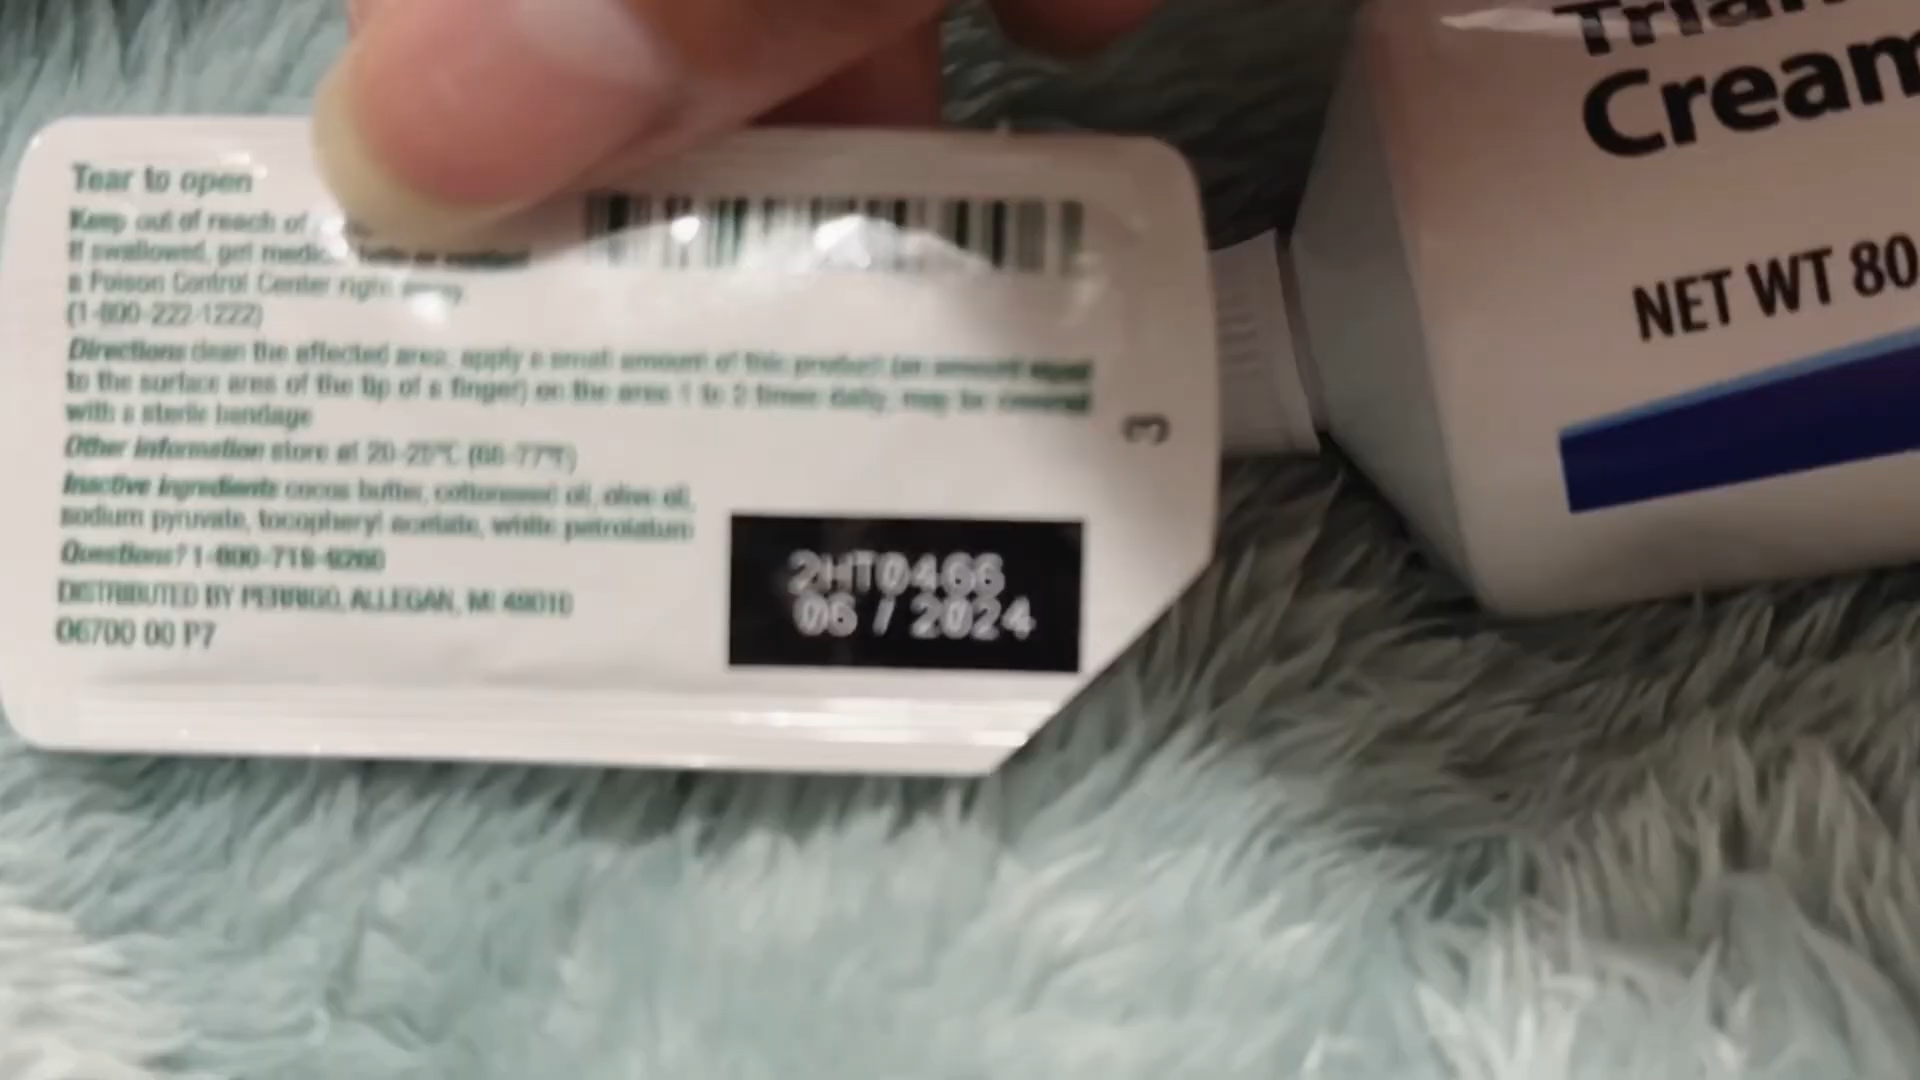 Tear to open
Keep out of reach of
If swallowed, get medic
a Poison Control Center right away.
(1-800-222-1222)
Directions clean the affected area, apply a small amount of this product (an amount equal
to the surface area of the tip of a finger) on the area 1 to 2 times daily, may be covered
with a sterile bandage
Other information store at 20-25°C (68-77°F)
Inactive ingredients cocoa butter, cottonseed oil, olive oil,
sodium pyruvate, tocopheryl acetate, white petrolatum
Questions? 1-800-719-9260
DISTRIBUTED BY PERRIGO, ALLEGAN, MI 49010
06700 00 P7
2HT0466
06 / 2024
3
Cream
NET WT 80